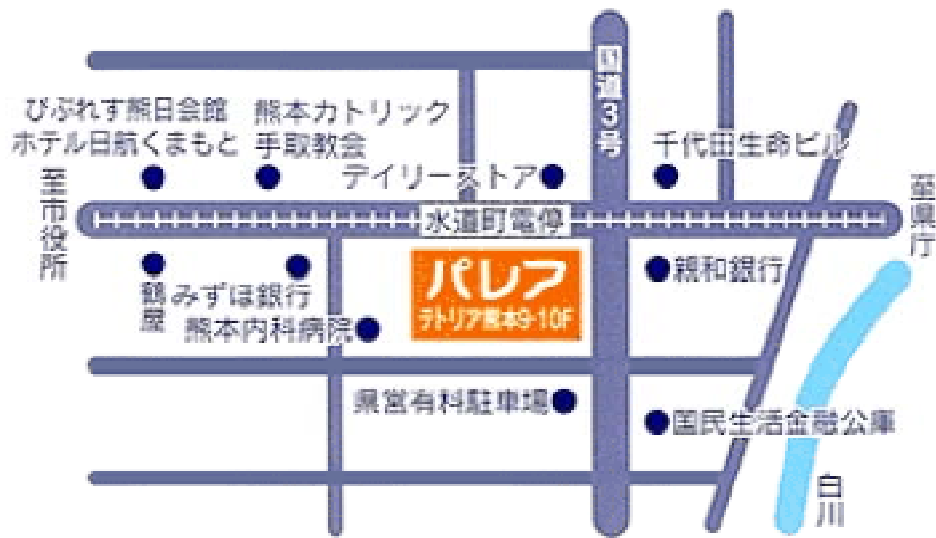 国道3号
びぷれす熊日会館
ホテル日航くまもと
熊本カトリック
手取教会
デイリーストア
千代田生命ビル
至市役所
水道町電停
至県庁
鶴屋
みずほ銀行
熊本内科病院
パレア
テトリア熊本9・10F
親和銀行
県営有料駐車場
国民生活金融公庫
白川